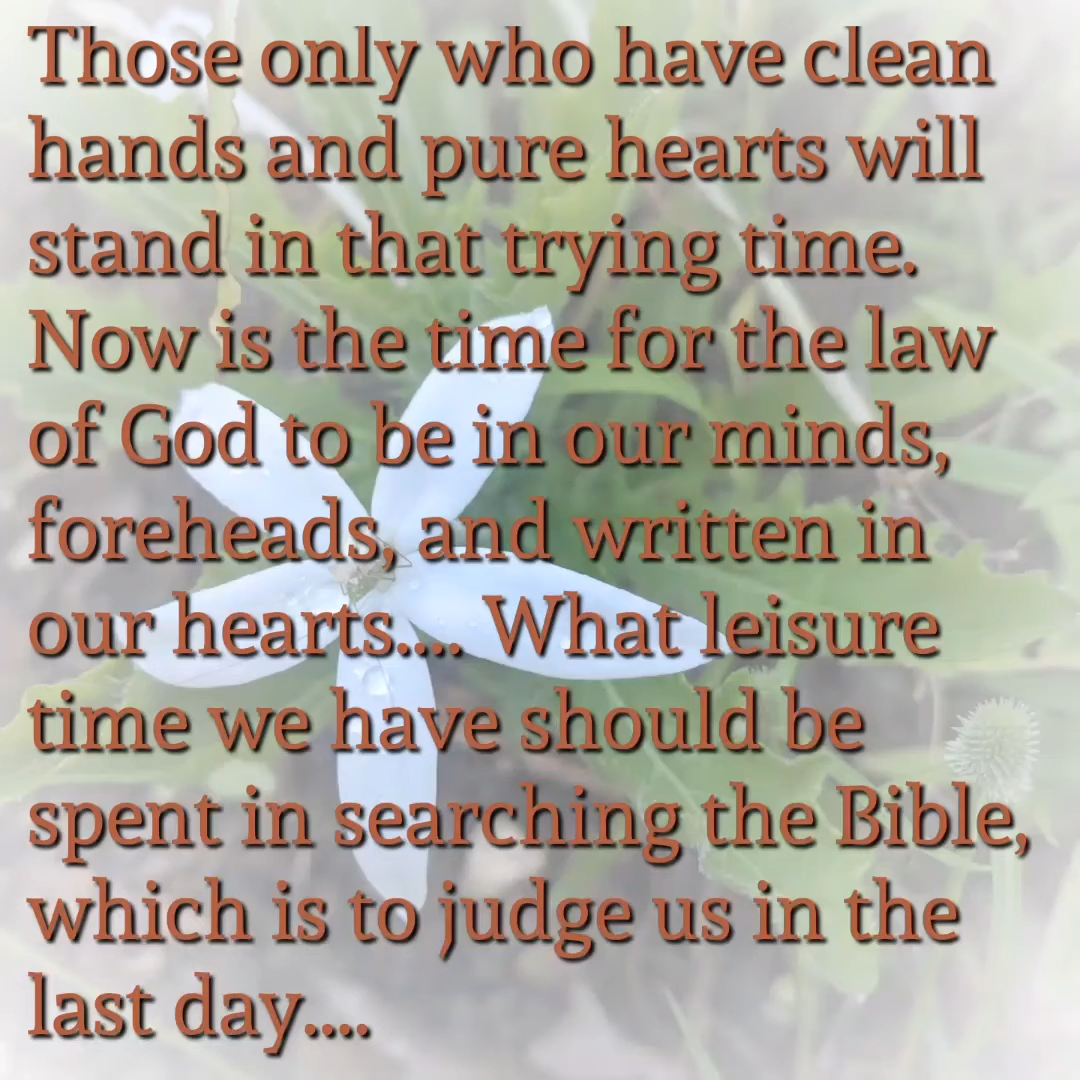 Those only who have clean
hands and pure hearts will
stand in that trying time.
Now is the time for the law
of God to be in our minds,
foreheads, and written in
our hearts.... What leisure
time we have should be
spent in searching the Bible,
which is to judge us in the
last day....